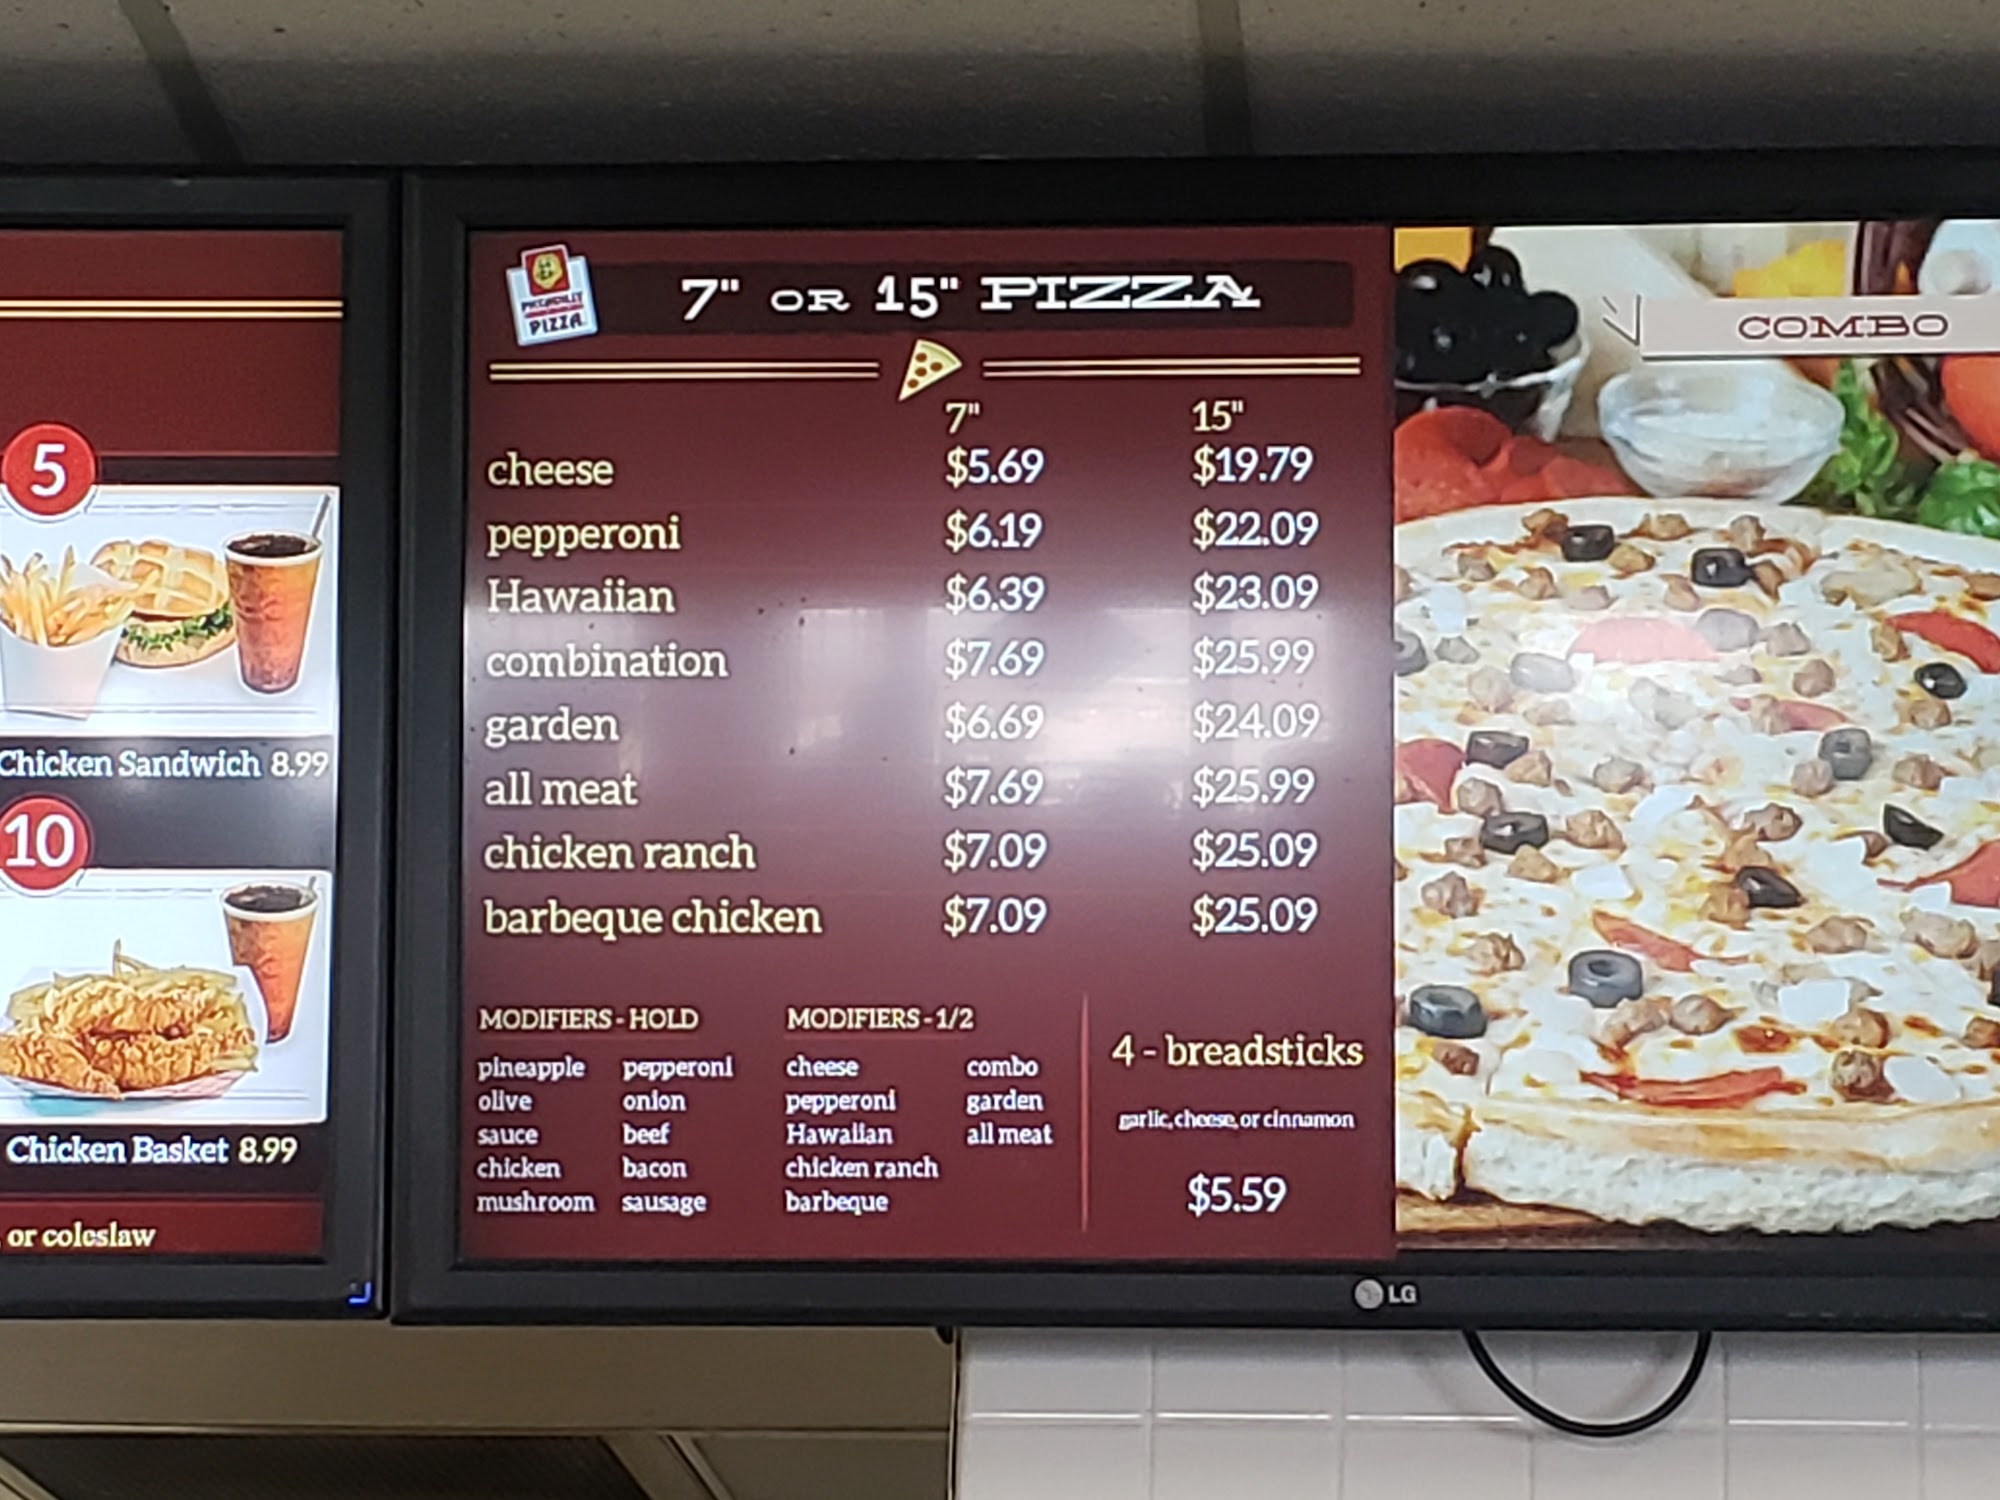 5
Chicken Sandwich 8.99
10
Chicken Basket 8.99
or coleslaw
PICCADILLY
PIZZA
7" OR 15" PIZZA
7" 15"
cheese $5.69 $19.79
pepperoni $6.19 $22.09
Hawaiian $6.39 $23.09
combination $7.69 $25.99
garden $6.69 $24.09
all meat $7.69 $25.99
chicken ranch $7.09 $25.09
barbeque chicken $7.09 $25.09
MODIFIERS - HOLD
pineapple pepperoni
olive onion
sauce beef
chicken bacon
mushroom sausage
MODIFIERS - 1/2
cheese combo
pepperoni garden
Hawaiian all meat
chicken ranch
barbeque
4 - breadsticks
garlic, cheese, or cinnamon
$5.59
COMBO
LG